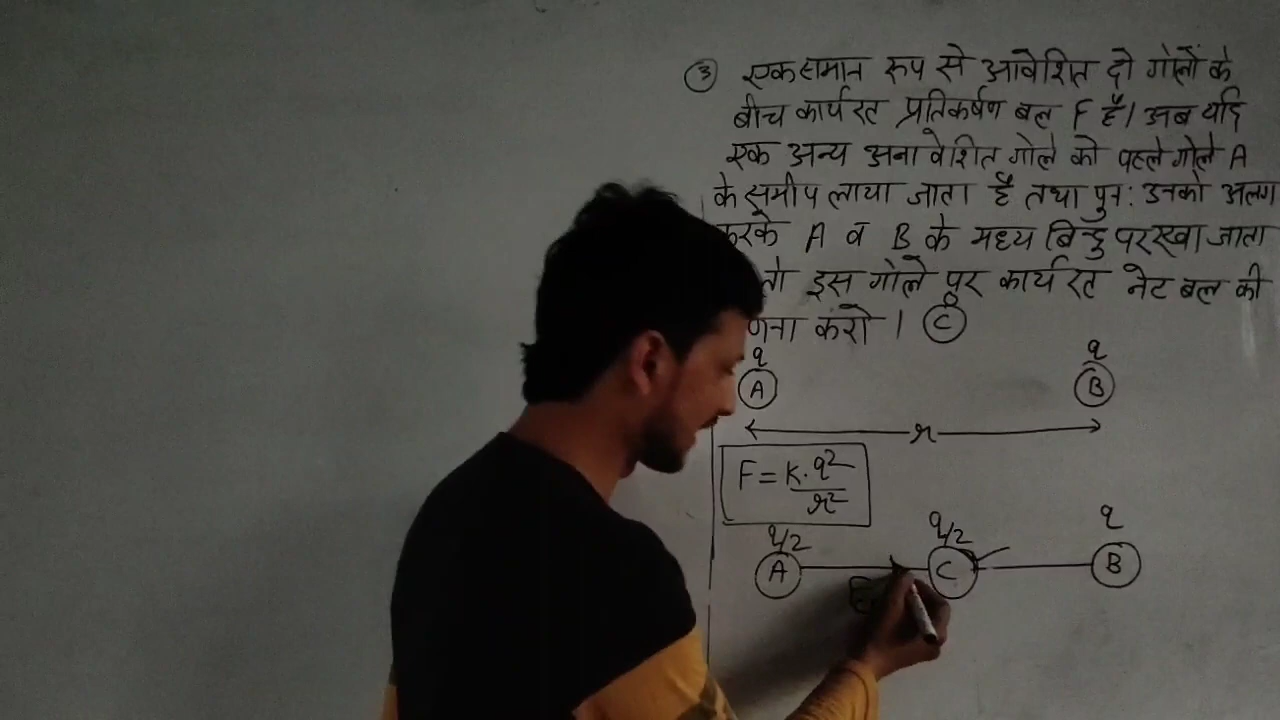 ③ एकसमान रूप से आवेशित दो गोलों के
बीच कार्यरत प्रतिकर्षण बल F है। अब यदि
एक अन्य अनावेशित गोले को पहले गोले A
के समीप लाया जाता है तथा पुन: उनको अलग
करके A व B के मध्य बिन्दु पर रखा जाता
तो इस गोले पर कार्यरत नेट बल की
णना करो। C
q q
A B
r
F = K.q²/r²
q/2 q/2 q
A C B